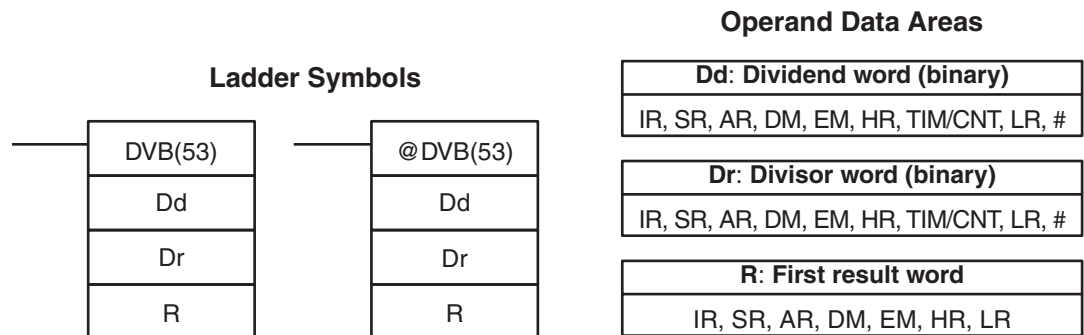 Ladder Symbols
DVB(53)
Dd
Dr
R
@DVB(53)
Dd
Dr
R
Operand Data Areas
Dd: Dividend word (binary)
IR, SR, AR, DM, EM, HR, TIM/CNT, LR, #
Dr: Divisor word (binary)
IR, SR, AR, DM, EM, HR, TIM/CNT, LR, #
R: First result word
IR, SR, AR, DM, EM, HR, LR